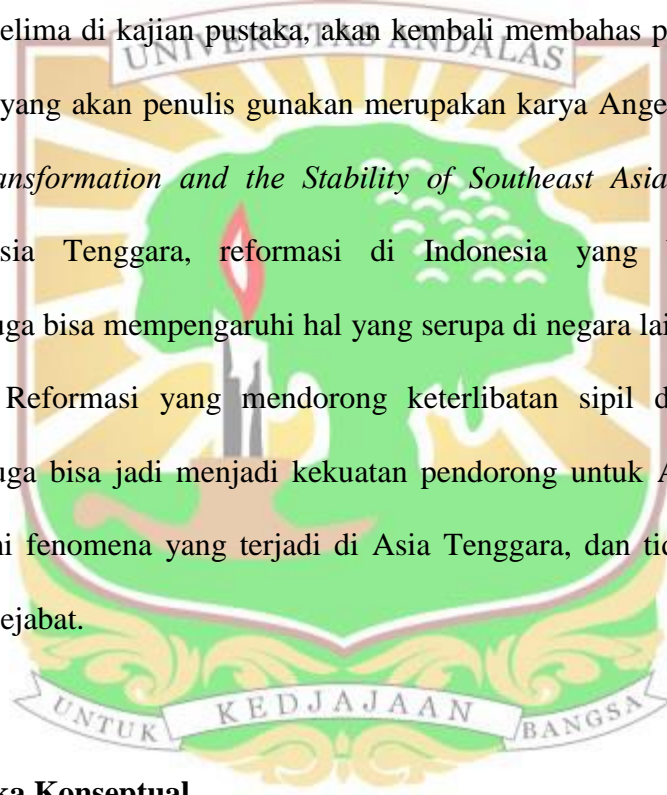 elima di kajian pustaka, akan kembali membahas p
UNIVERSITAS ANDALAS
yang akan penulis gunakan merupakan karya Ange
ansformation and the Stability of Southeast Asia
sia Tenggara, reformasi di Indonesia yang
uga bisa mempengaruhi hal yang serupa di negara lai
Reformasi yang mendorong keterlibatan sipil d
uga bisa jadi menjadi kekuatan pendorong untuk A
ni fenomena yang terjadi di Asia Tenggara, dan tid
ejabat.
UNTUK KEDJAJAAN BANGSA
ka Konseptual